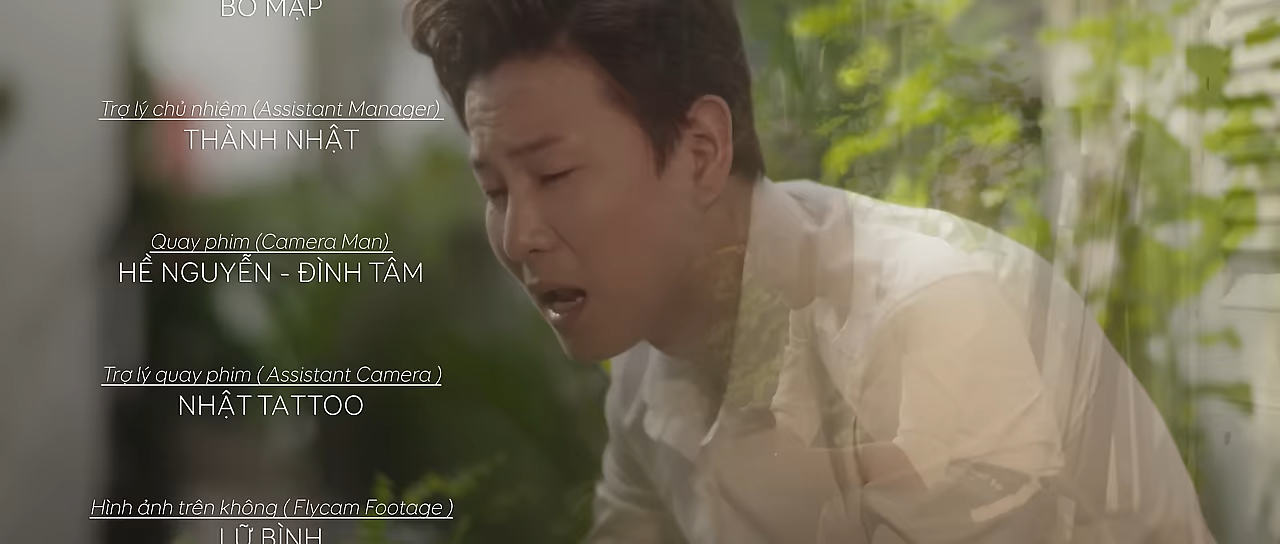 BO MẬP
Trợ lý chủ nhiệm (Assistant Manager)
THÀNH NHẬT
Quay phim (Camera Man)
HỀ NGUYỄN - ĐÌNH TÂM
Trợ lý quay phim ( Assistant Camera )
NHẬT TATTOO
Hình ảnh trên không ( Flycam Footage )
LỮ BÌNH